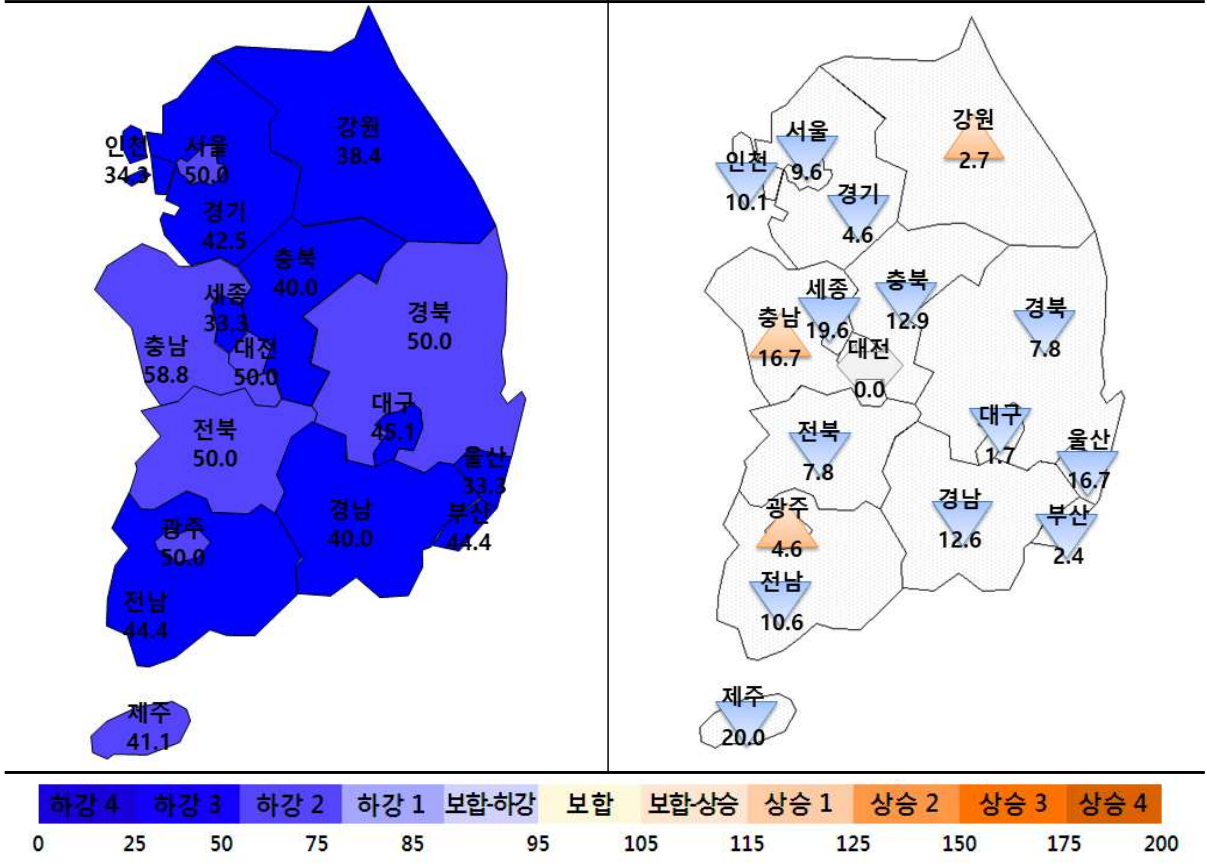 강원
38.4
인천
34.3
서울
50.0
경기
42.5
충북
40.0
세종
33.3
경북
50.0
충남
58.8
대전
50.0
대구
45.1
전북
50.0
울산
33.3
경남
40.0
부산
44.4
광주
50.0
전남
44.4
제주
41.1
강원
2.7
서울
9.6
인천
10.1
경기
4.6
충북
12.9
세종
19.6
경북
7.8
충남
16.7
대전
0.0
대구
1.7
전북
7.8
울산
16.7
경남
12.6
부산
2.4
광주
4.6
전남
10.6
제주
20.0
하강 4 하강 3 하강 2 하강 1 보합-하강 보합 보합-상승 상승 1 상승 2 상승 3 상승 4
0 25 50 75 85 95 105 115 125 150 175 200